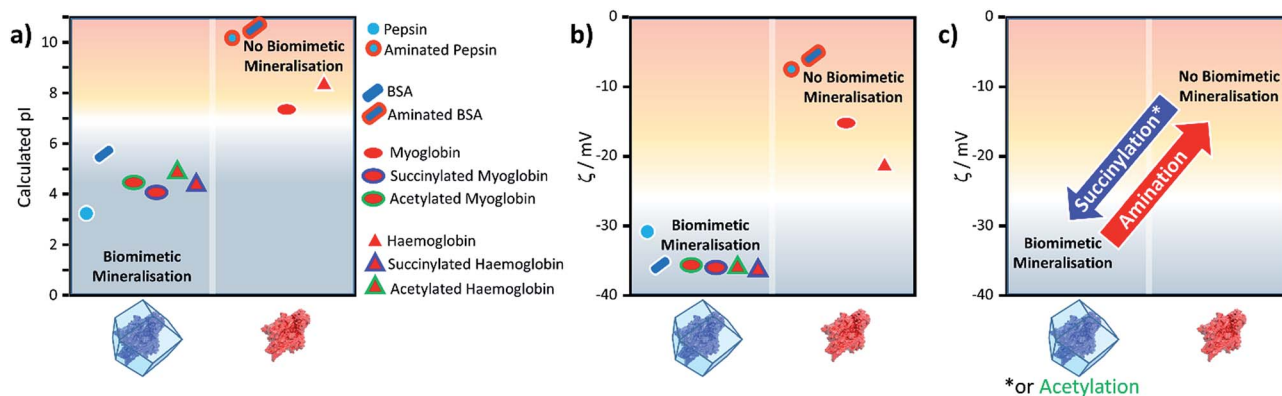 a)
Calculated pI
11
10
8
6
4
2
0
No Biomimetic
Mineralisation
Biomimetic
Mineralisation
Pepsin
Aminated Pepsin
BSA
Aminated BSA
Myoglobin
Succinylated Myoglobin
Acetylated Myoglobin
Haemoglobin
Succinylated Haemoglobin
Acetylated Haemoglobin
b)
ζ / mV
0
-10
-20
-30
-40
No Biomimetic
Mineralisation
Biomimetic
Mineralisation
c)
ζ / mV
0
-10
-20
-30
-40
No Biomimetic
Mineralisation
Succinylation*
Amination
Biomimetic
Mineralisation
*or Acetylation